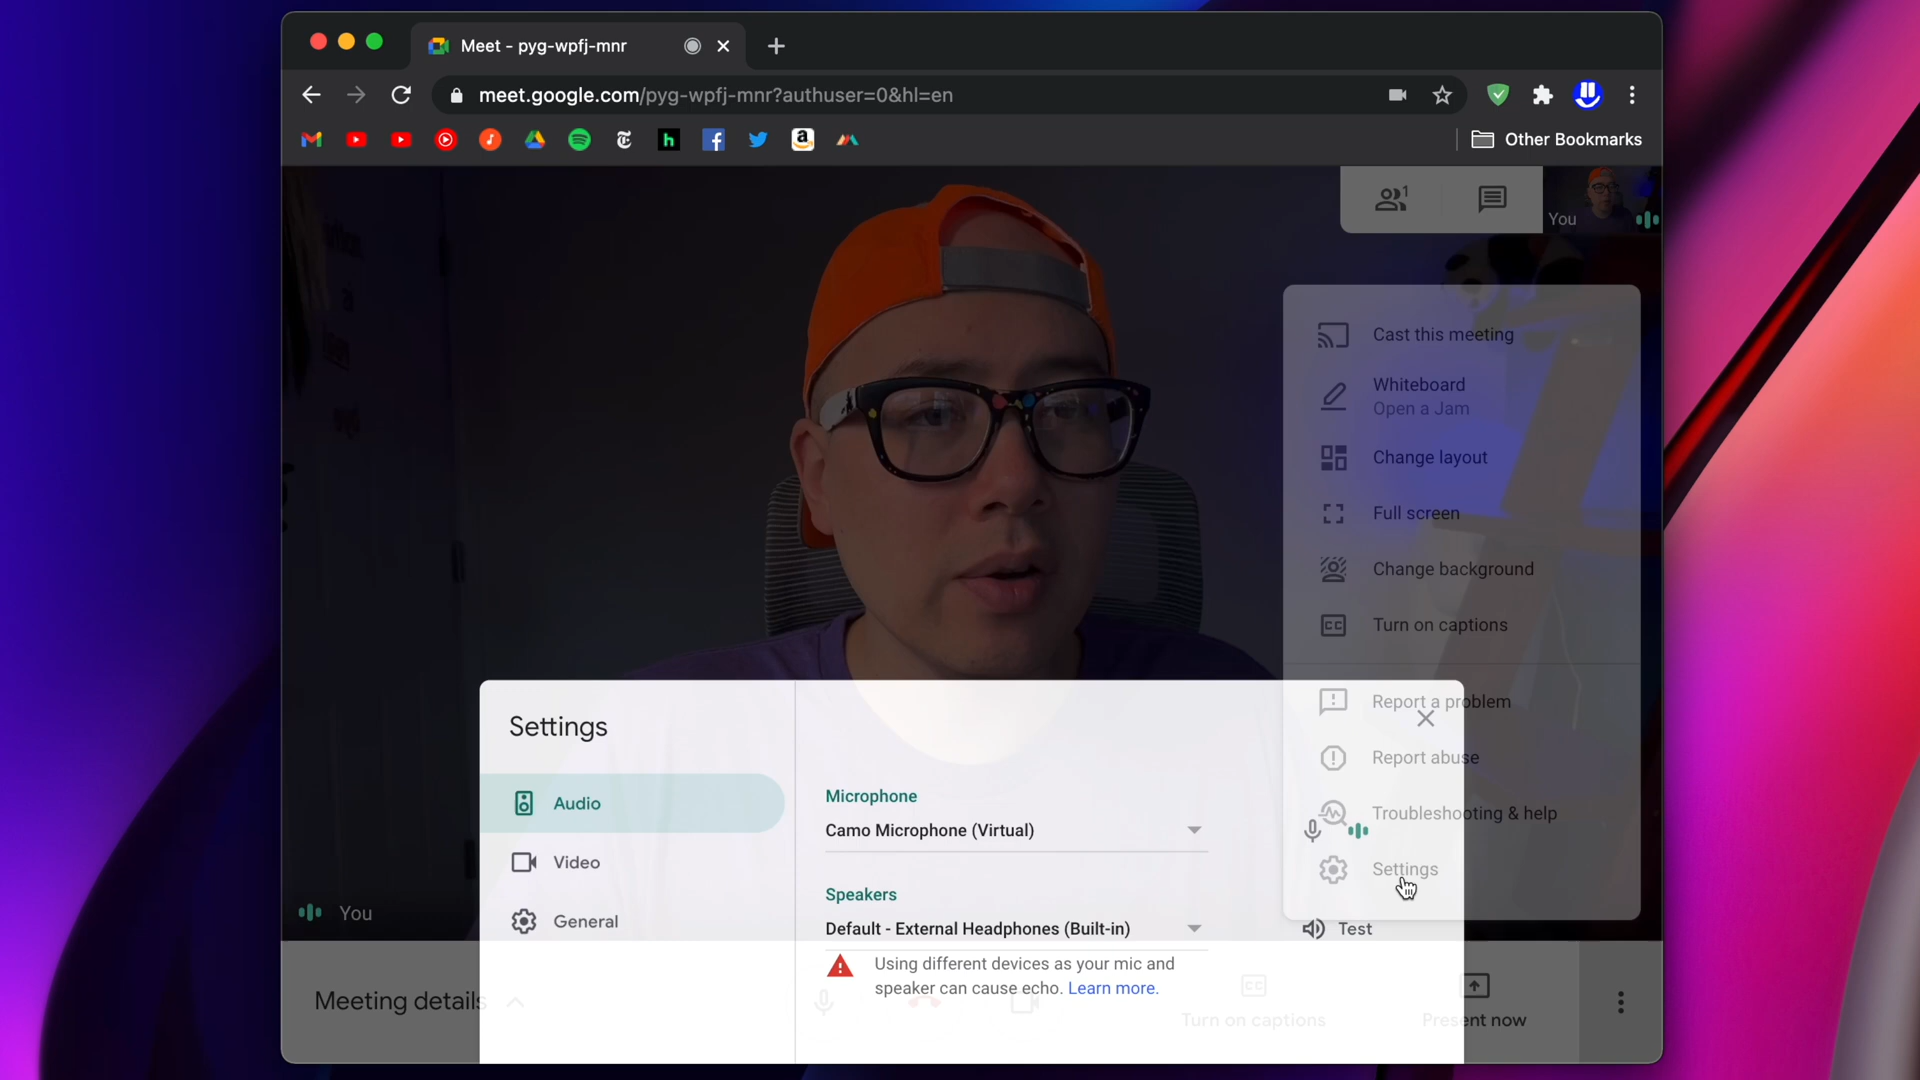 Meet - pyg-wpfj-mnr
meet.google.com/pyg-wpfj-mnr?authuser=0&hl=en
Other Bookmarks
1
You
Cast this meeting
Whiteboard
Open a Jam
Change layout
Full screen
Change background
Turn on captions
Report a problem
Report abuse
Troubleshooting & help
Settings
Settings
Audio
Video
General
Microphone
Camo Microphone (Virtual)
Speakers
Default - External Headphones (Built-in)
Test
Using different devices as your mic and
speaker can cause echo. Learn more.
You
Meeting details
Turn on captions
Present now